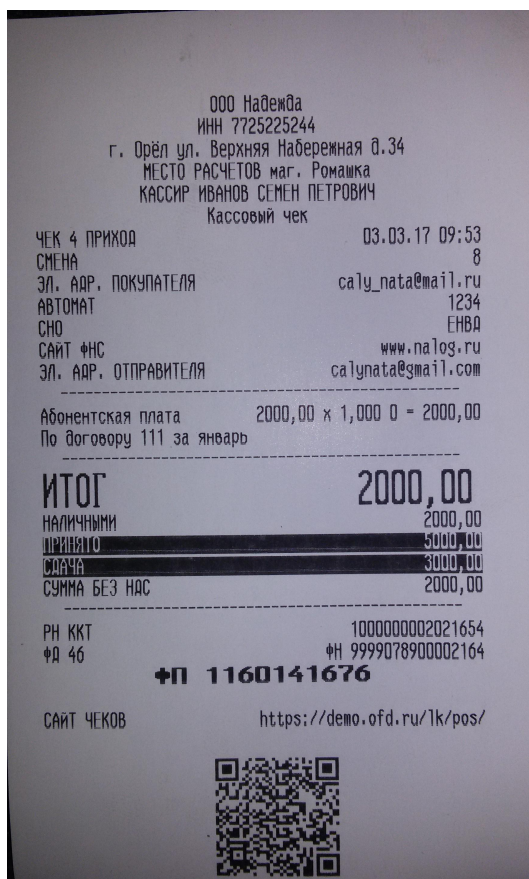 ООО Надежда
ИНН 7725225244
г. Орёл ул. Верхняя Набережная д.34
МЕСТО РАСЧЕТОВ маг. Ромашка
КАССИР ИВАНОВ СЕМЕН ПЕТРОВИЧ
Кассовый чек
ЧЕК 4 ПРИХОД 03.03.17 09:53
СМЕНА 8
ЭЛ. АДР. ПОКУПАТЕЛЯ caly_nata@mail.ru
АВТОМАТ 1234
СНО ЕНВД
САЙТ ФНС www.nalog.ru
ЭЛ. АДР. ОТПРАВИТЕЛЯ calynata@gmail.com
Абонентская плата 2000,00 x 1,000 0 = 2000,00
По договору 111 за январь
ИТОГ 2000,00
НАЛИЧНЫМИ 2000,00
ПРИНЯТО 5000,00
СДАЧА 3000,00
СУММА БЕЗ НДС 2000,00
РН ККТ 1000000002021654
ФД 46 ФН 9999078900002164
ФП 1160141676
САЙТ ЧЕКОВ https://demo.ofd.ru/lk/pos/